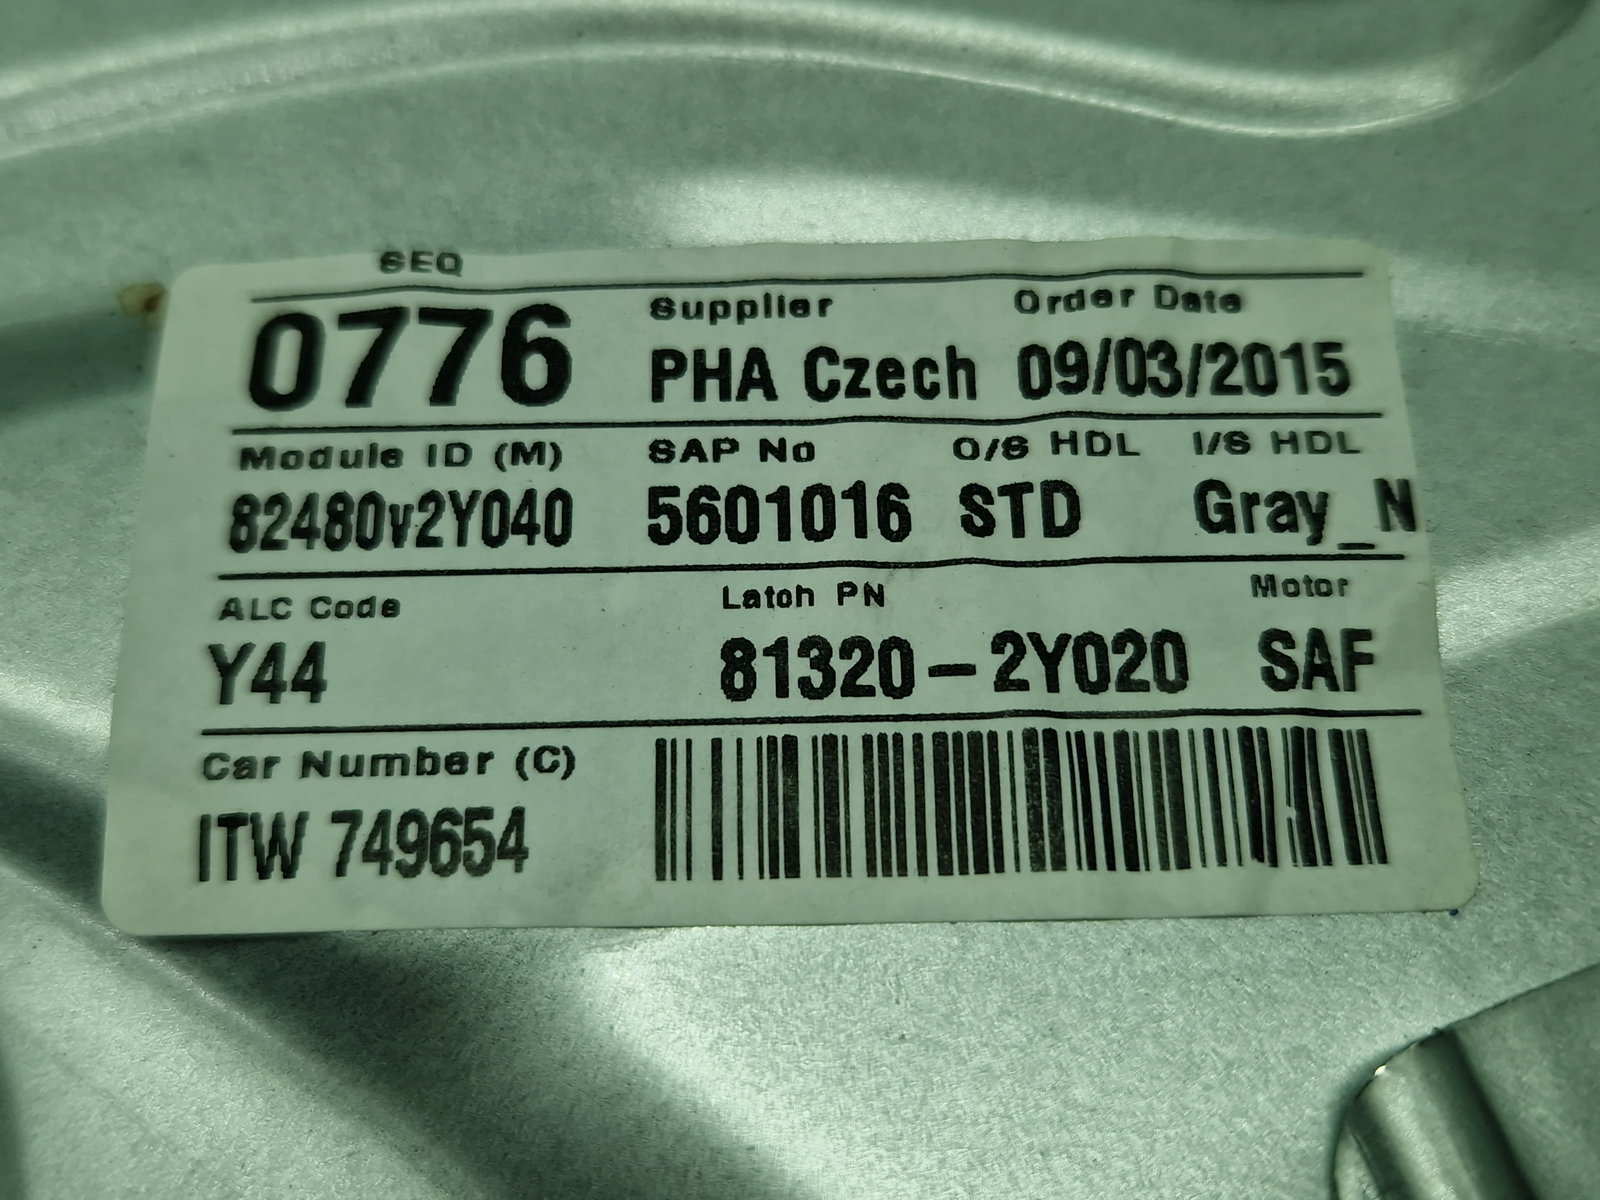 SEQ
Supplier Order Date
0776 PHA Czech 09/03/2015
Module ID (M) SAP No O/S HDL I/S HDL
82480v2Y040 5601016 STD Gray_N
ALC Code Latch PN Motor
Y44 81320-2Y020 SAF
Car Number (C)
ITW 749654